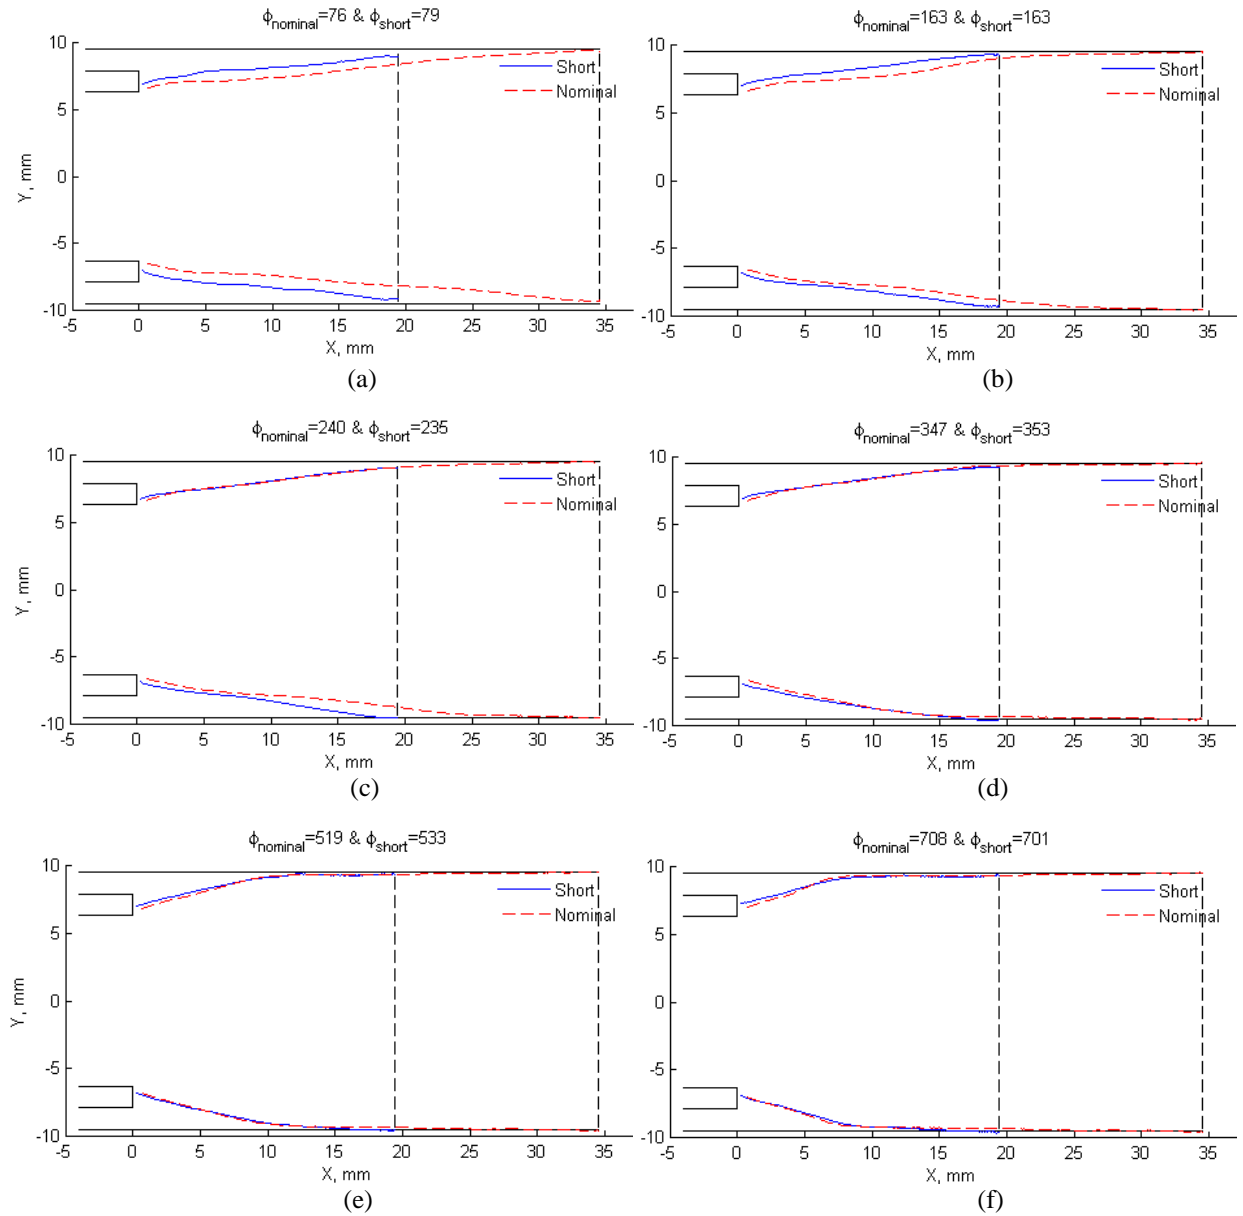 ϕnominal=76 & ϕshort=79
10
5
0
-5
-10
Y, mm
Short
Nominal
-5 0 5 10 15 20 25 30 35
X, mm
(a)
ϕnominal=163 & ϕshort=163
10
5
0
-5
-10
Short
Nominal
-5 0 5 10 15 20 25 30 35
X, mm
(b)
ϕnominal=240 & ϕshort=235
10
5
0
-5
-10
Y, mm
Short
Nominal
-5 0 5 10 15 20 25 30 35
X, mm
(c)
ϕnominal=347 & ϕshort=353
10
5
0
-5
-10
Short
Nominal
-5 0 5 10 15 20 25 30 35
X, mm
(d)
ϕnominal=519 & ϕshort=533
10
5
0
-5
-10
Y, mm
Short
Nominal
-5 0 5 10 15 20 25 30 35
X, mm
(e)
ϕnominal=708 & ϕshort=701
10
5
0
-5
-10
Short
Nominal
-5 0 5 10 15 20 25 30 35
X, mm
(f)